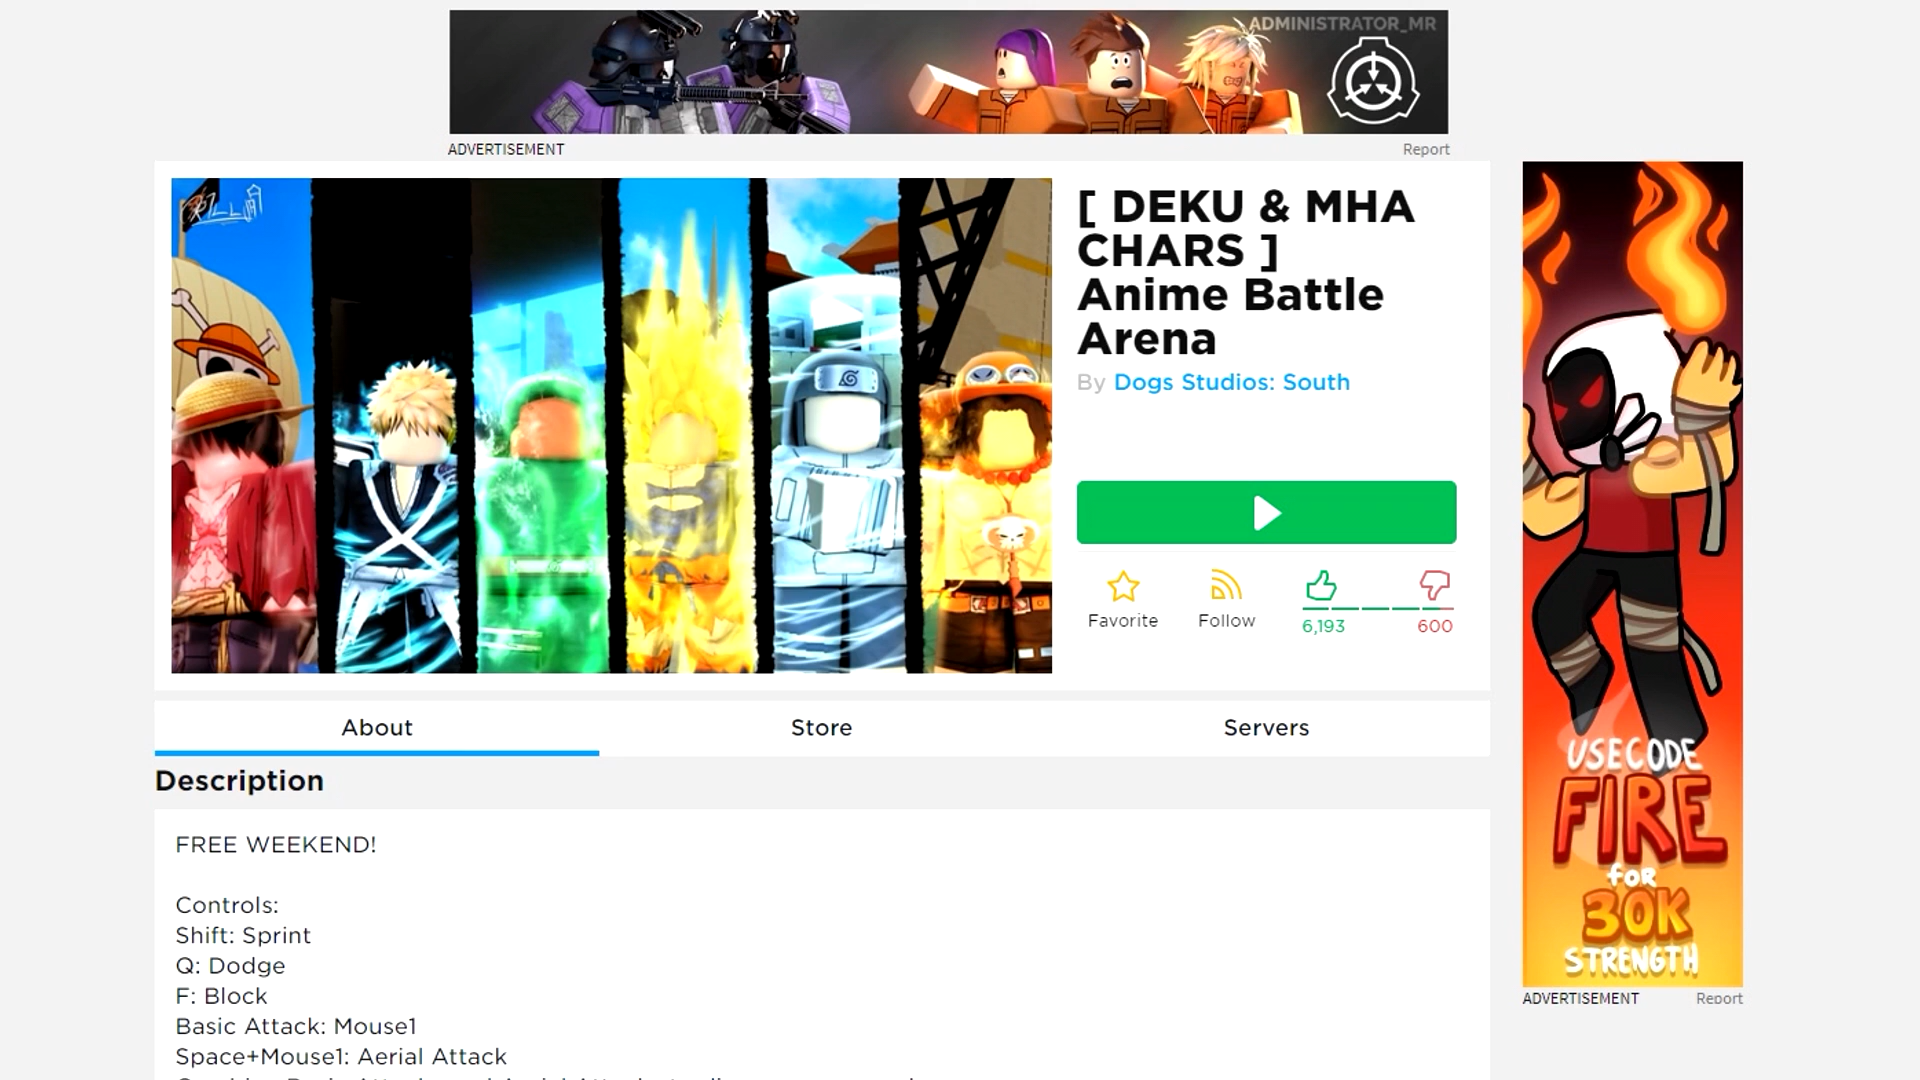 ADMINISTRATOR_MR
ADVERTISEMENT
Report
[ DEKU & MHA
CHARS ]
Anime Battle
Arena
By Dogs Studios: South
Favorite
Follow
6,193
600
About
Store
Servers
Description
FREE WEEKEND!
Controls:
Shift: Sprint
Q: Dodge
F: Block
Basic Attack: Mouse1
Space+Mouse1: Aerial Attack
USE CODE
FIRE
for
30K
STRENGTH
ADVERTISEMENT
Report